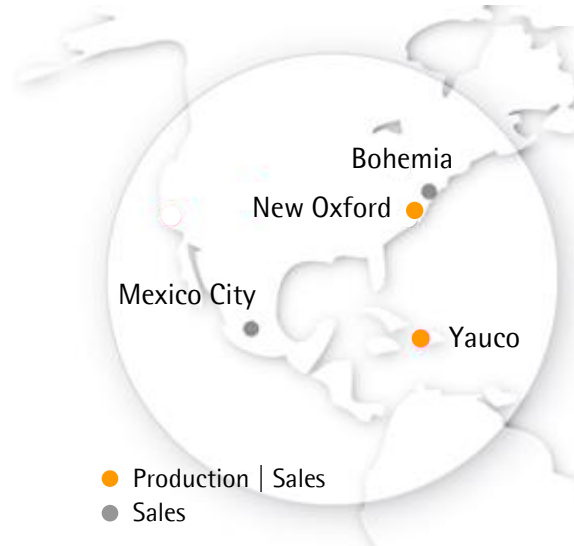 Bohemia
New Oxford
Mexico City
Yauco
Production | Sales
Sales